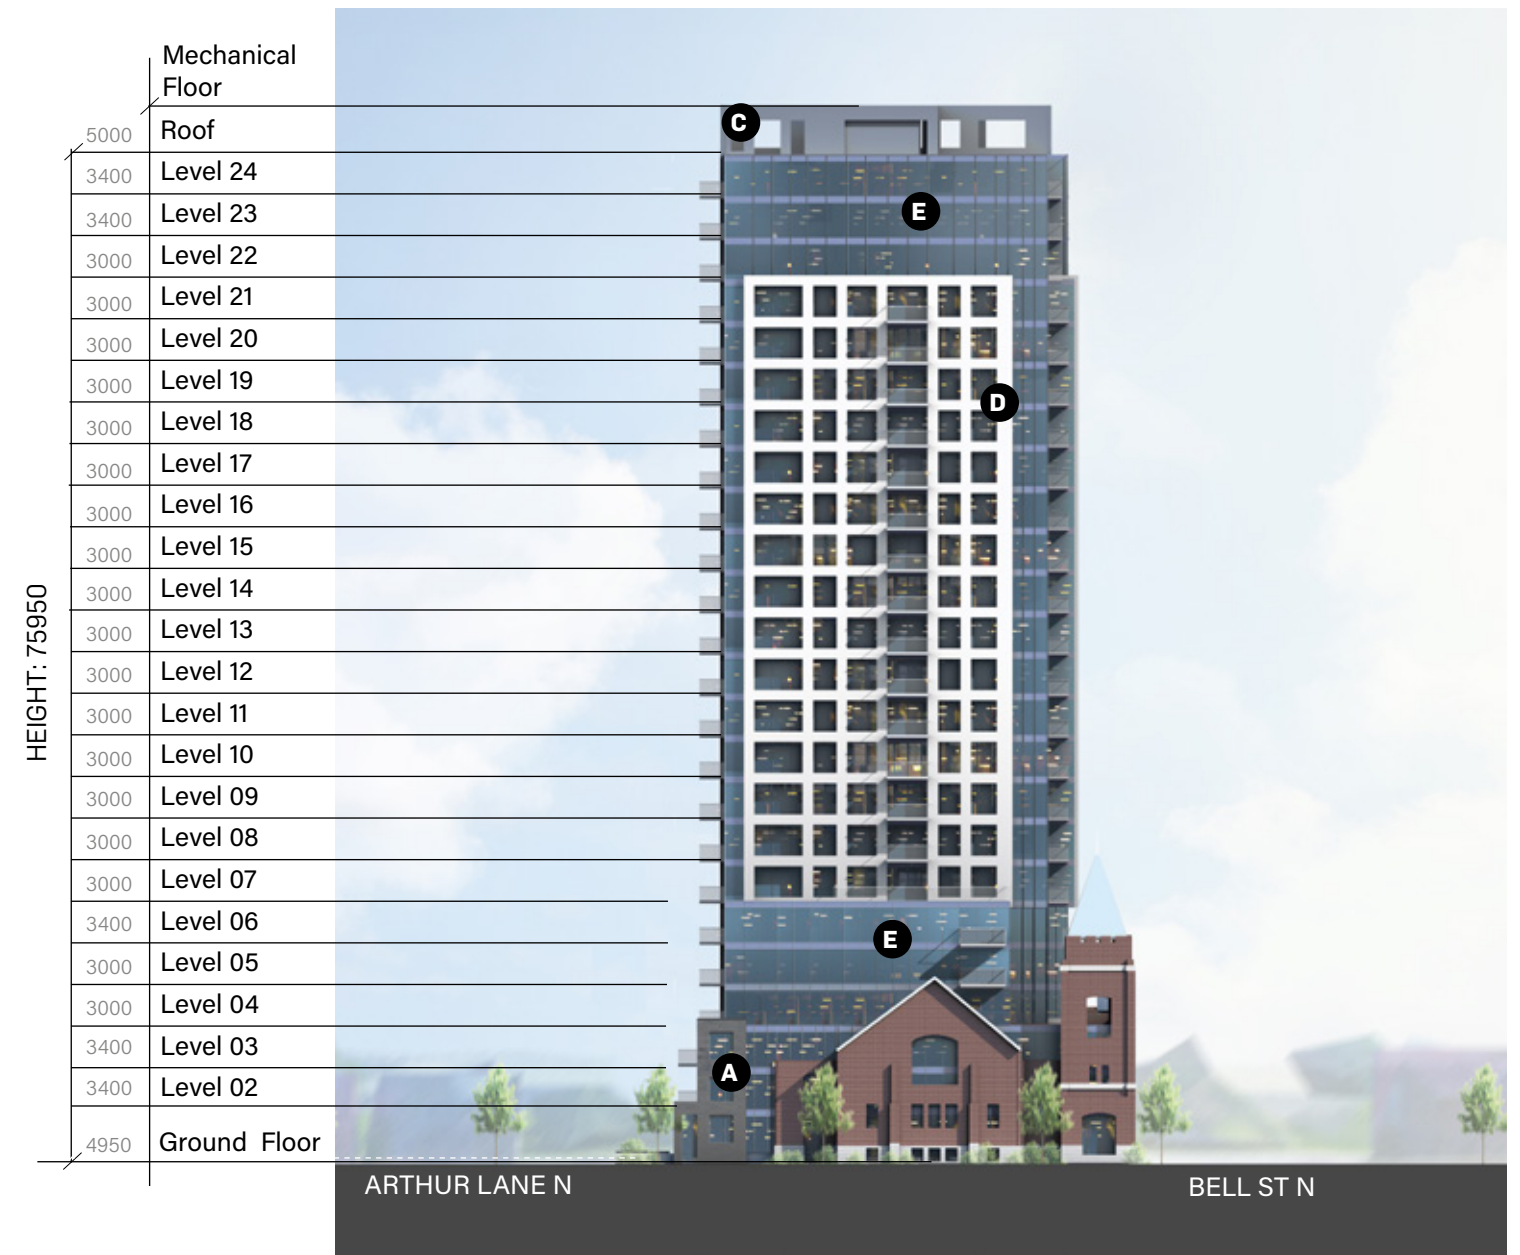 Mechanical
Floor
5000 Roof
3400 Level 24
3400 Level 23
3000 Level 22
3000 Level 21
3000 Level 20
3000 Level 19
3000 Level 18
3000 Level 17
3000 Level 16
3000 Level 15
3000 Level 14
3000 Level 13
3000 Level 12
3000 Level 11
3000 Level 10
3000 Level 09
3000 Level 08
3000 Level 07
3400 Level 06
3000 Level 05
3000 Level 04
3400 Level 03
3400 Level 02
4950 Ground Floor
HEIGHT: 75950
C
E
D
E
A
ARTHUR LANE N
BELL ST N